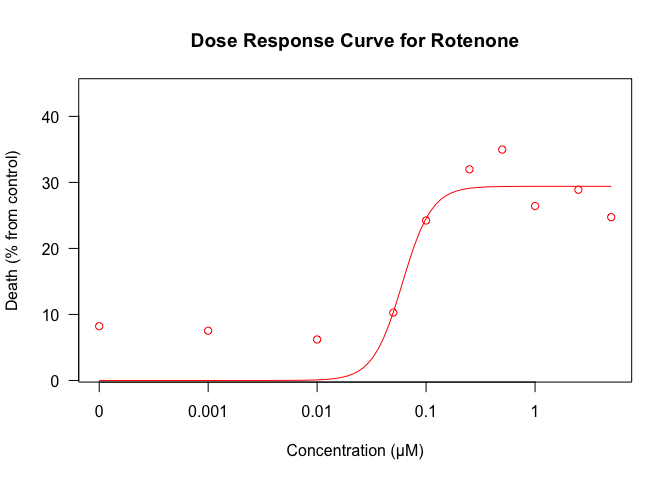 Dose Response Curve for Rotenone
Death (% from control)
40
30
20
10
0
0 0.001 0.01 0.1 1
Concentration (µM)